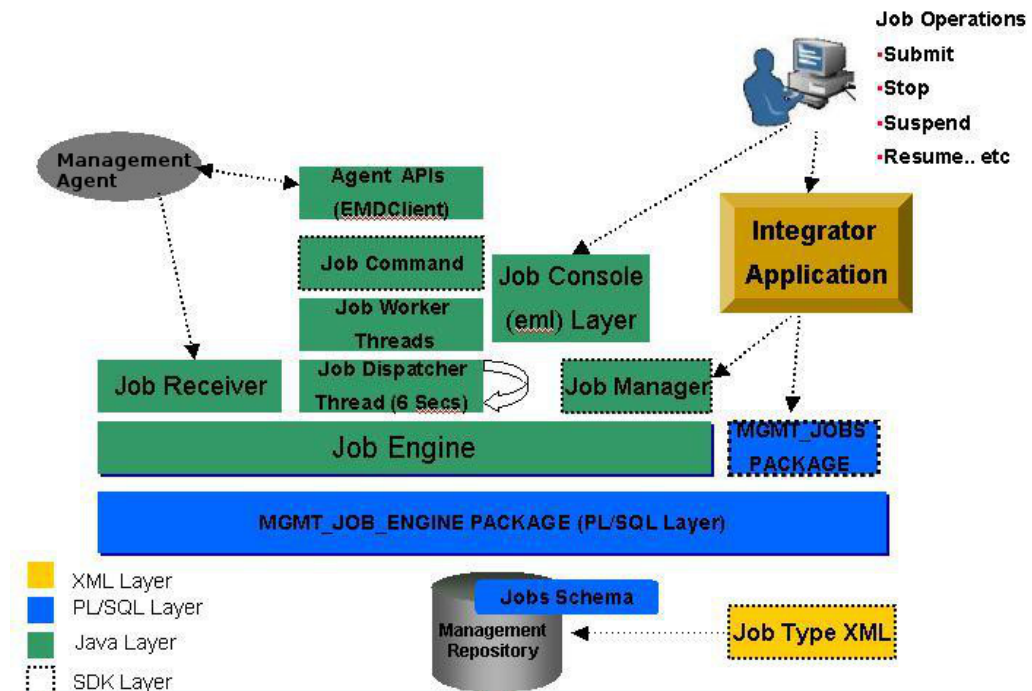 Job Operations
▪Submit
▪Stop
▪Suspend
▪Resume.. etc
Management
Agent
Agent APIs
(EMDClient)
Job Command
Job Worker
Threads
Job Console
(eml) Layer
Integrator
Application
Job Receiver
Job Dispatcher
Thread (6 Secs)
Job Manager
Job Engine
MGMT_JOBS
PACKAGE
MGMT_JOB_ENGINE PACKAGE (PL/SQL Layer)
XML Layer
PL/SQL Layer
Java Layer
SDK Layer
Jobs Schema
Management
Repository
Job Type XML